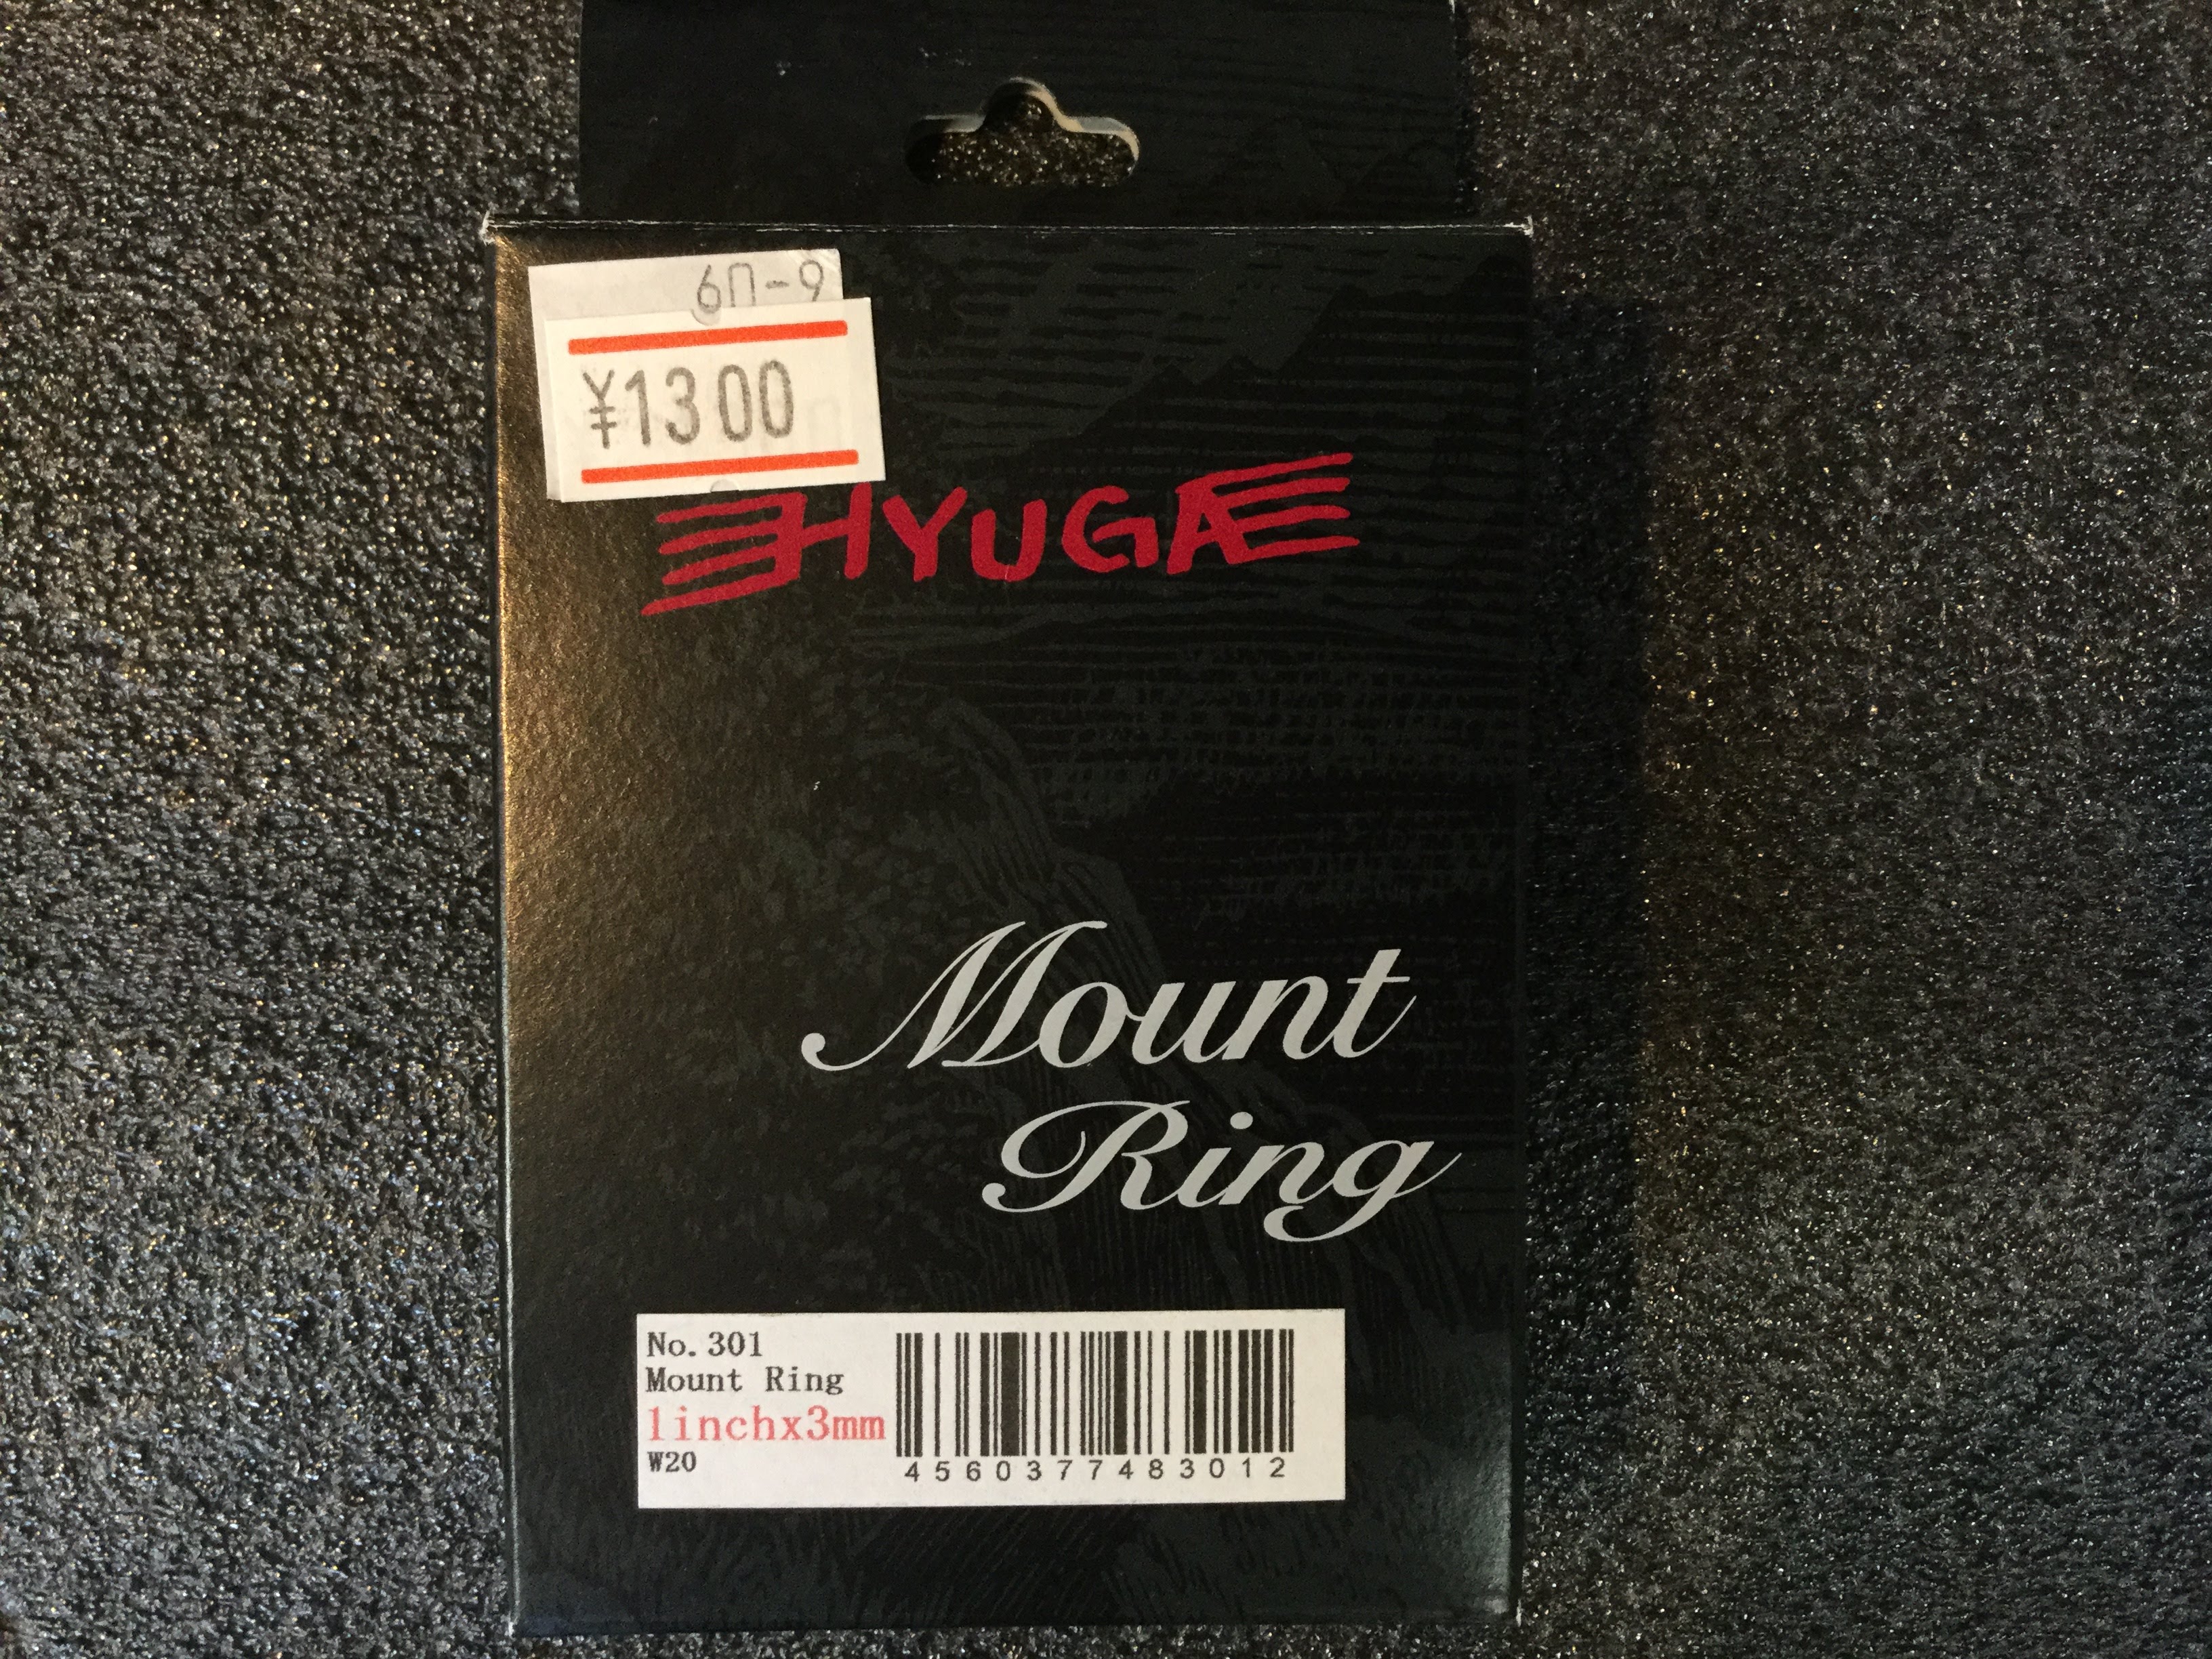 6П-9
¥1300
HYUGA
Mount
Ring
No.301
Mount Ring
1inchx3mm
W20
4560377483012